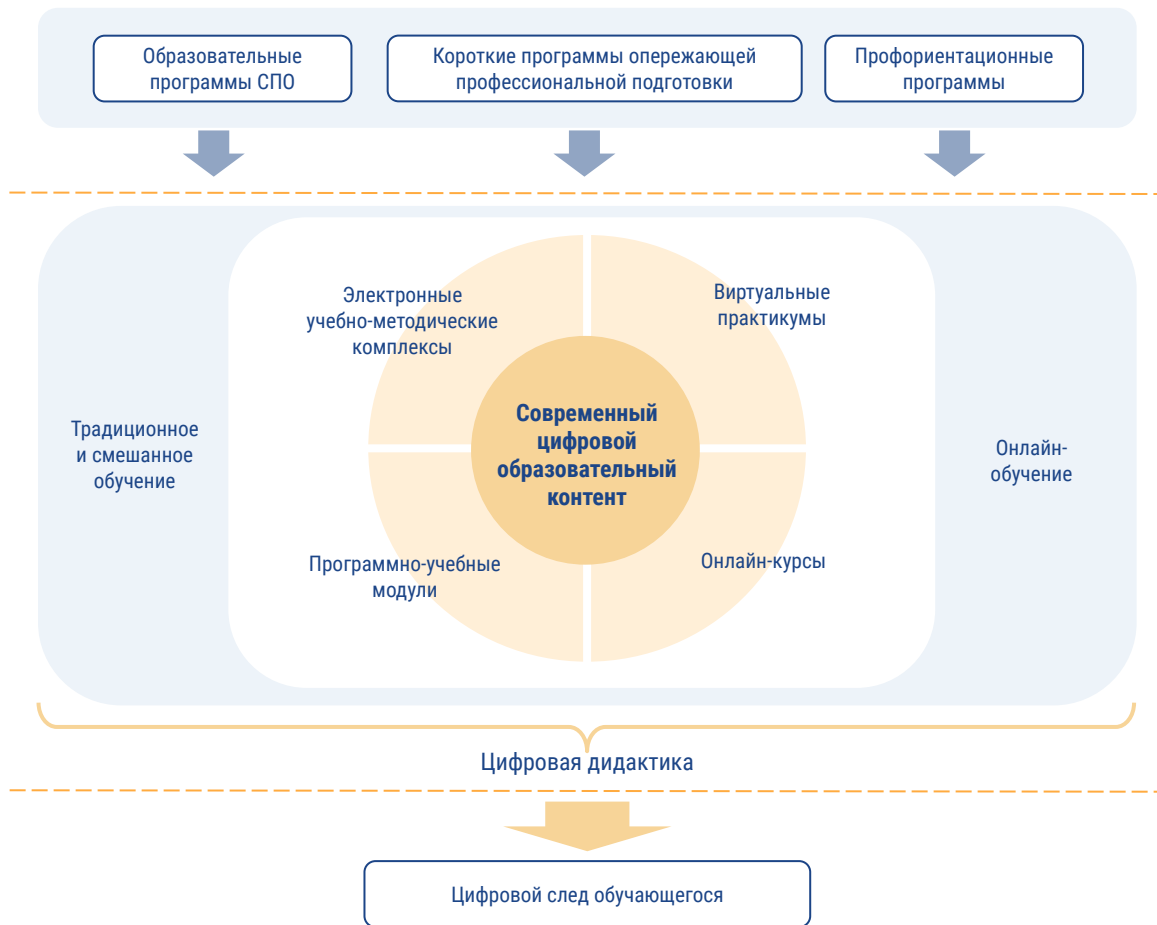 Образовательные
программы СПО
Короткие программы опережающей
профессиональной подготовки
Профориентационные
программы
Электронные
учебно-методические
комплексы
Виртуальные
практикумы
Традиционное
и смешанное
обучение
Современный
цифровой
образовательный
контент
Онлайн-
обучение
Программно-учебные
модули
Онлайн-курсы
Цифровая дидактика
Цифровой след обучающегося